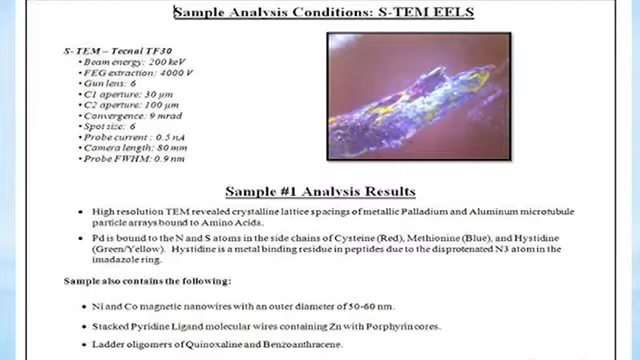 Sample Analysis Conditions: S-TEM EELS
S-TEM – Tecnal TF30
• Beam energy: 200 keV
• FEG extraction: 4000 V
• Gun lens: 6
• C1 aperture: 30 µm
• C2 aperture: 100 µm
• Convergence: 9 mrad
• Spot size: 6
• Probe current : 0.5 nA
• Camera length: 80 mm
• Probe FWHM: 0.9 nm
Sample #1 Analysis Results
• High resolution TEM revealed crystalline lattice spacings of metallic Palladium and Aluminum microtubule
particle arrays bound to Amino Acids.
• Pd is bound to the N and S atoms in the side chains of Cysteine (Red), Methionine (Blue), and Hystidine
(Green/Yellow). Hystidine is a metal binding residue in peptides due to the disprotenated N3 atom in the
imadazole ring.
Sample also contains the following:
• Ni and Co magnetic nanowires with an outer diameter of 50-60 nm.
• Stacked Pyridine Ligand molecular wires containing Zn with Porphyrin cores.
• Ladder oligomers of Quinoxaline and Benzoanthracene.